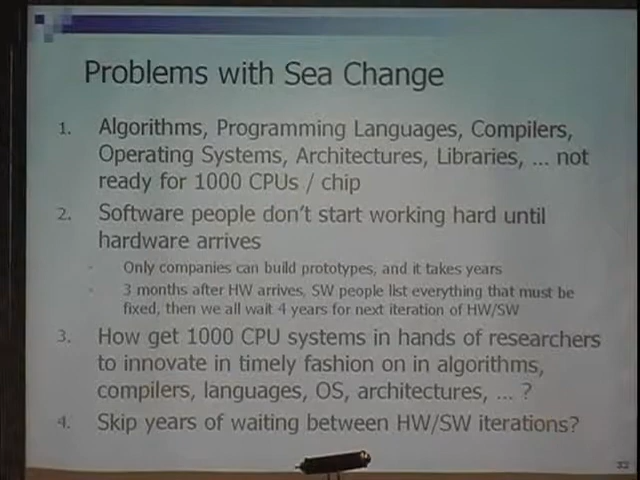 Problems with Sea Change
1. Algorithms, Programming Languages, Compilers,
Operating Systems, Architectures, Libraries, ... not
ready for 1000 CPUs / chip
2. Software people don't start working hard until
hardware arrives
Only companies can build prototypes, and it takes years
3 months after HW arrives, SW people list everything that must be
fixed, then we all wait 4 years for next iteration of HW/SW
3. How get 1000 CPU systems in hands of researchers
to innovate in timely fashion on in algorithms,
compilers, languages, OS, architectures, ... ?
4. Skip years of waiting between HW/SW iterations?
32